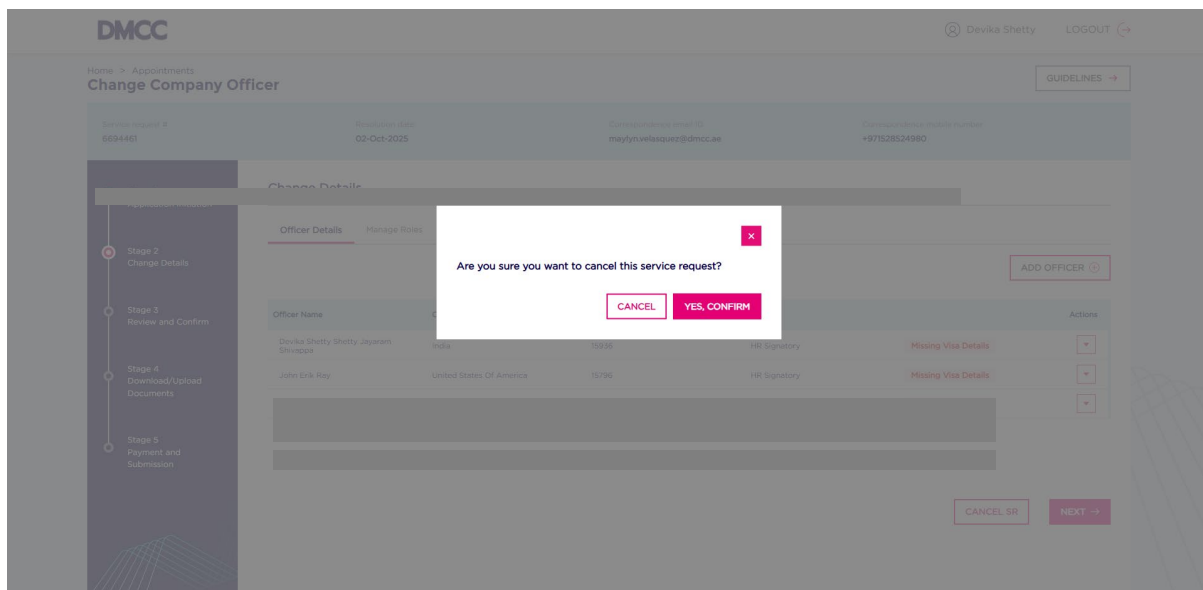 DMCC
Devika Shetty
LOGOUT
Home > Appointments
Change Company Officer
GUIDELINES
Service request #
6694461
02-Oct-2025
maylyn.velasquez@dmcc.ae
+971528524980
Change Details
Officer Details
Manage Roles
Stage 2
Change Details
ADD OFFICER
Are you sure you want to cancel this service request?
CANCEL
YES, CONFIRM
Stage 3
Review and Confirm
Officer Name
Actions
Devika Shetty Shetty Jayaram
Shivappa
India
HR Signatory
Missing Visa Details
Stage 4
Download/Upload
Documents
John Erik Rey
United States Of America
15796
HR Signatory
Missing Visa Details
Stage 5
Payment and
Submission
CANCEL SR
NEXT